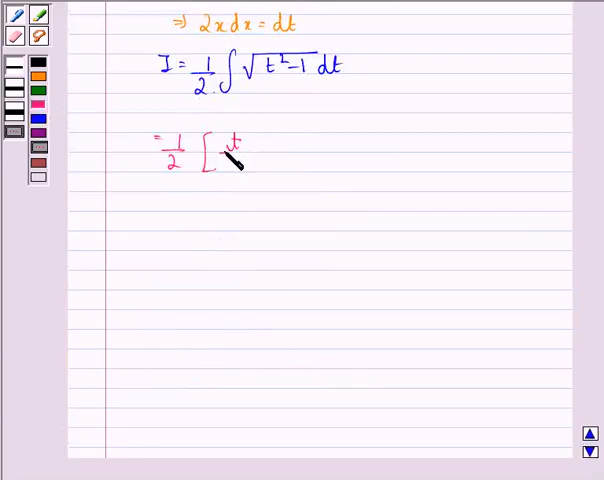 ⇒ 2x dx = dt
I = 1/2 ∫ √(t²-1) dt
= 1/2 [ t